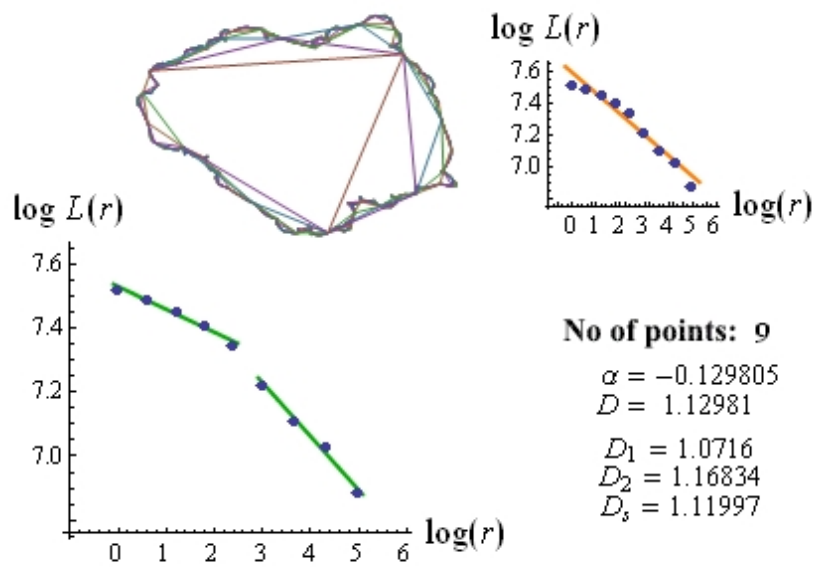 log L(r)
7.6
7.4
7.2
7.0
0 1 2 3 4 5 6
log(r)
log L(r)
7.6
7.4
7.2
7.0
0 1 2 3 4 5 6
log(r)
No of points: 9
α = −0.129805
D = 1.12981
D₁ = 1.0716
D₂ = 1.16834
Dₛ = 1.11997